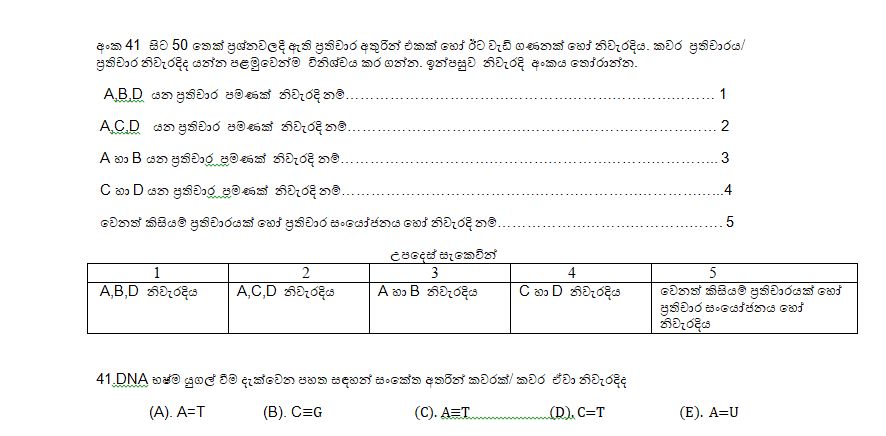 අංක 41 සිට 50 තෙක් ප්‍රශ්නවලදී ඇති ප්‍රතිචාර අතුරින් එකක් හෝ ඊට වැඩි ගණනක් හෝ නිවැරදිය. කවර ප්‍රතිචාරය/
ප්‍රතිචාර නිවැරදිද යන්න පළමුවෙන්ම විනිශ්චය කර ගන්න. ඉන්පසුව නිවැරදි අංකය තෝරන්න.
A,B,D යන ප්‍රතිචාර පමණක් නිවැරදි නම්……………………………………………………………… 1
A,C,D යන ප්‍රතිචාර පමණක් නිවැරදි නම්……………………………………………………………… 2
A හා B යන ප්‍රතිචාර පමණක් නිවැරදි නම්……………………………………………………………….. 3
C හා D යන ප්‍රතිචාර පමණක් නිවැරදි නම්………………………………………………………………..4
වෙනත් කිසියම් ප්‍රතිචාරයක් හෝ ප්‍රතිචාර සංයෝජනය හෝ නිවැරදි නම්…………………………………… 5
උපදෙස් සැකෙවින්
1 2 3 4 5
A,B,D නිවැරදිය A,C,D නිවැරදිය A හා B නිවැරදිය C හා D නිවැරදිය වෙනත් කිසියම් ප්‍රතිචාරයක් හෝ
ප්‍රතිචාර සංයෝජනය හෝ
නිවැරදිය
41.DNA භෂ්ම යුගල් වීම දැක්වෙන පහත සඳහන් සංකේත අතරින් කවරක්/ කවර ඒවා නිවැරදිද
(A). A=T (B). C≡G (C). A≡T (D). C=T (E). A=U